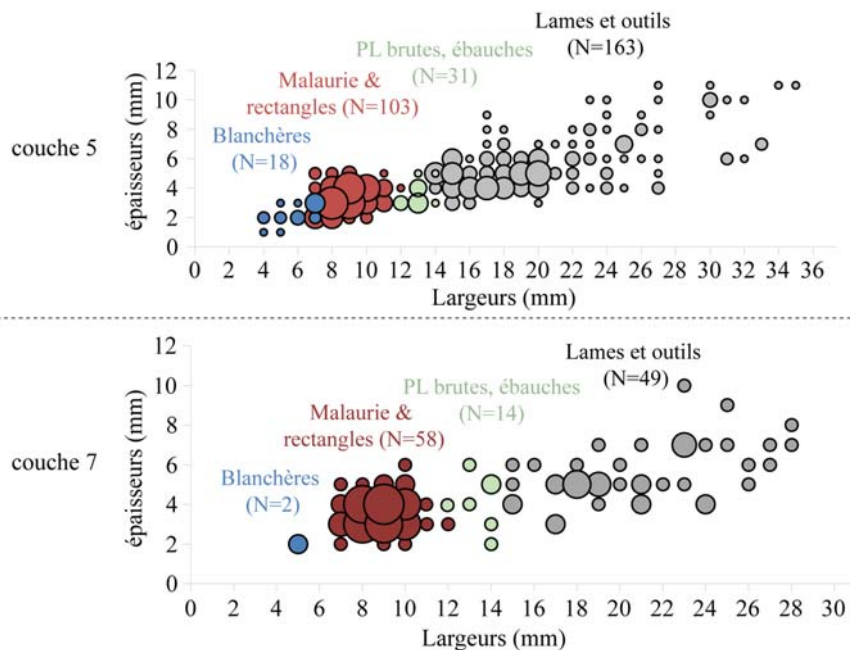 Lames et outils
(N=163)
PL brutes, ébauches
(N=31)
Malaurie &
rectangles (N=103)
Blanchères
(N=18)
couche 5
épaisseurs (mm)
12
10
8
6
4
2
0
0 2 4 6 8 10 12 14 16 18 20 22 24 26 28 30 32 34 36
Largeurs (mm)
Lames et outils
(N=49)
PL brutes, ébauches
(N=14)
Malaurie &
rectangles (N=58)
Blanchères
(N=2)
couche 7
épaisseurs (mm)
12
10
8
6
4
2
0
0 2 4 6 8 10 12 14 16 18 20 22 24 26 28 30
Largeurs (mm)